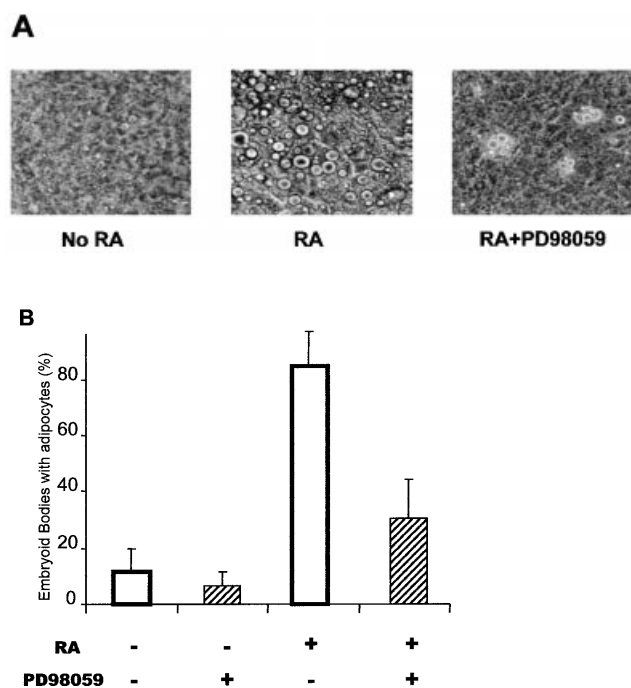 A
No RA RA RA+PD98059
B
Embryoid Bodies with adipocytes (%)
80
60
40
20
0
RA - - + +
PD98059 - + - +